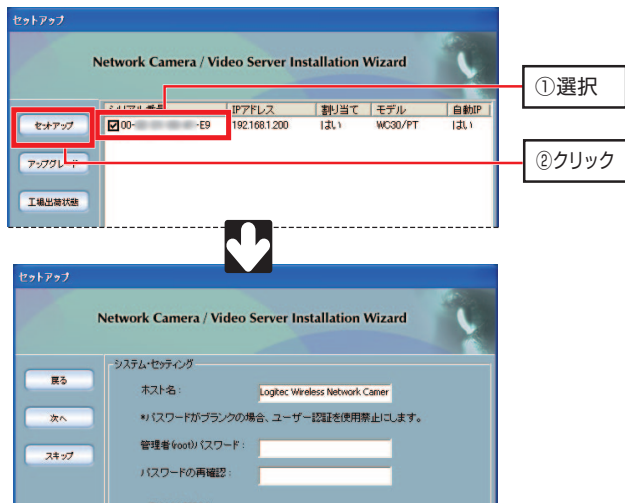 セットアップ
Network Camera / Video Server Installation Wizard
シリアル番号 IPアドレス 割り当て モデル 自動IP
セットアップ
00- -E9 192.168.1.200 はい WC30/PT はい
アップグレード
工場出荷状態
①選択
②クリック
セットアップ
Network Camera / Video Server Installation Wizard
システム・セッティング
戻る
ホスト名: Logitec Wireless Network Camer
次へ
*パスワードがブランクの場合、ユーザー認証を使用禁止にします。
スキップ
管理者(root)パスワード:
パスワードの再確認: